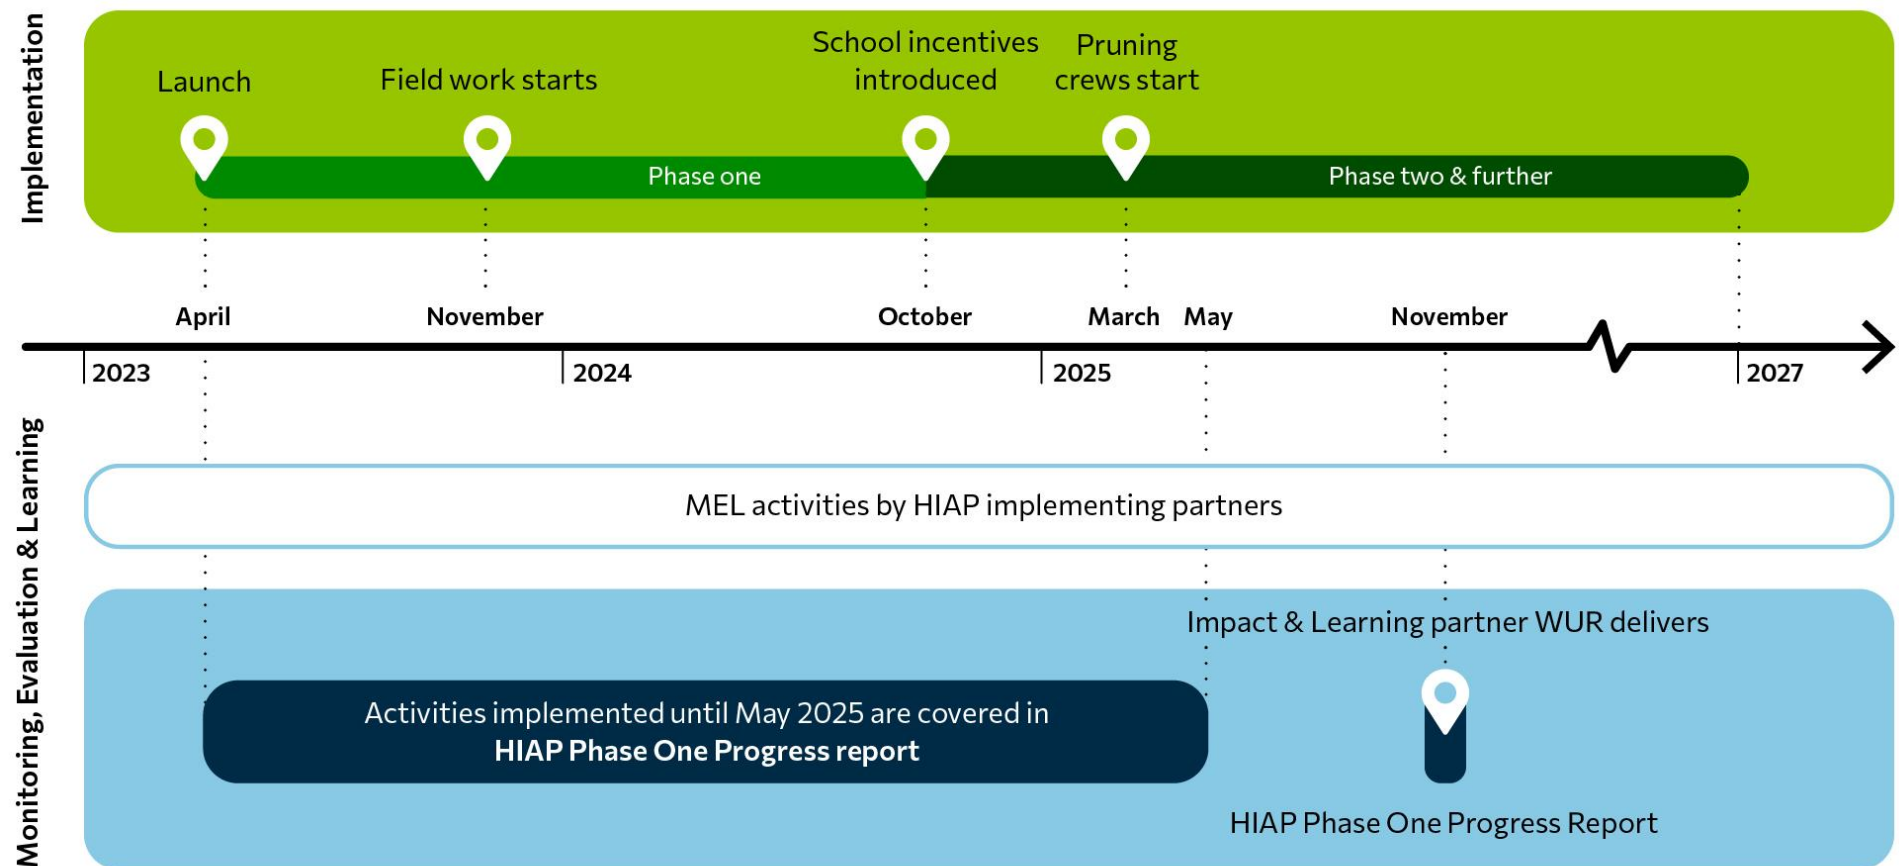 Implementation
Launch
Field work starts
School incentives
introduced
Pruning
crews start
Phase one
Phase two & further
April
November
October
March
May
November
2023
2024
2025
2027
Monitoring, Evaluation & Learning
MEL activities by HIAP implementing partners
Impact & Learning partner WUR delivers
Activities implemented until May 2025 are covered in
HIAP Phase One Progress report
HIAP Phase One Progress Report